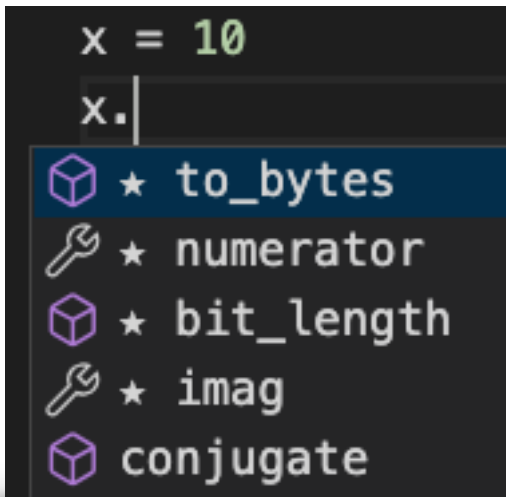 x = 10
x.
★ to_bytes
★ numerator
★ bit_length
★ imag
conjugate